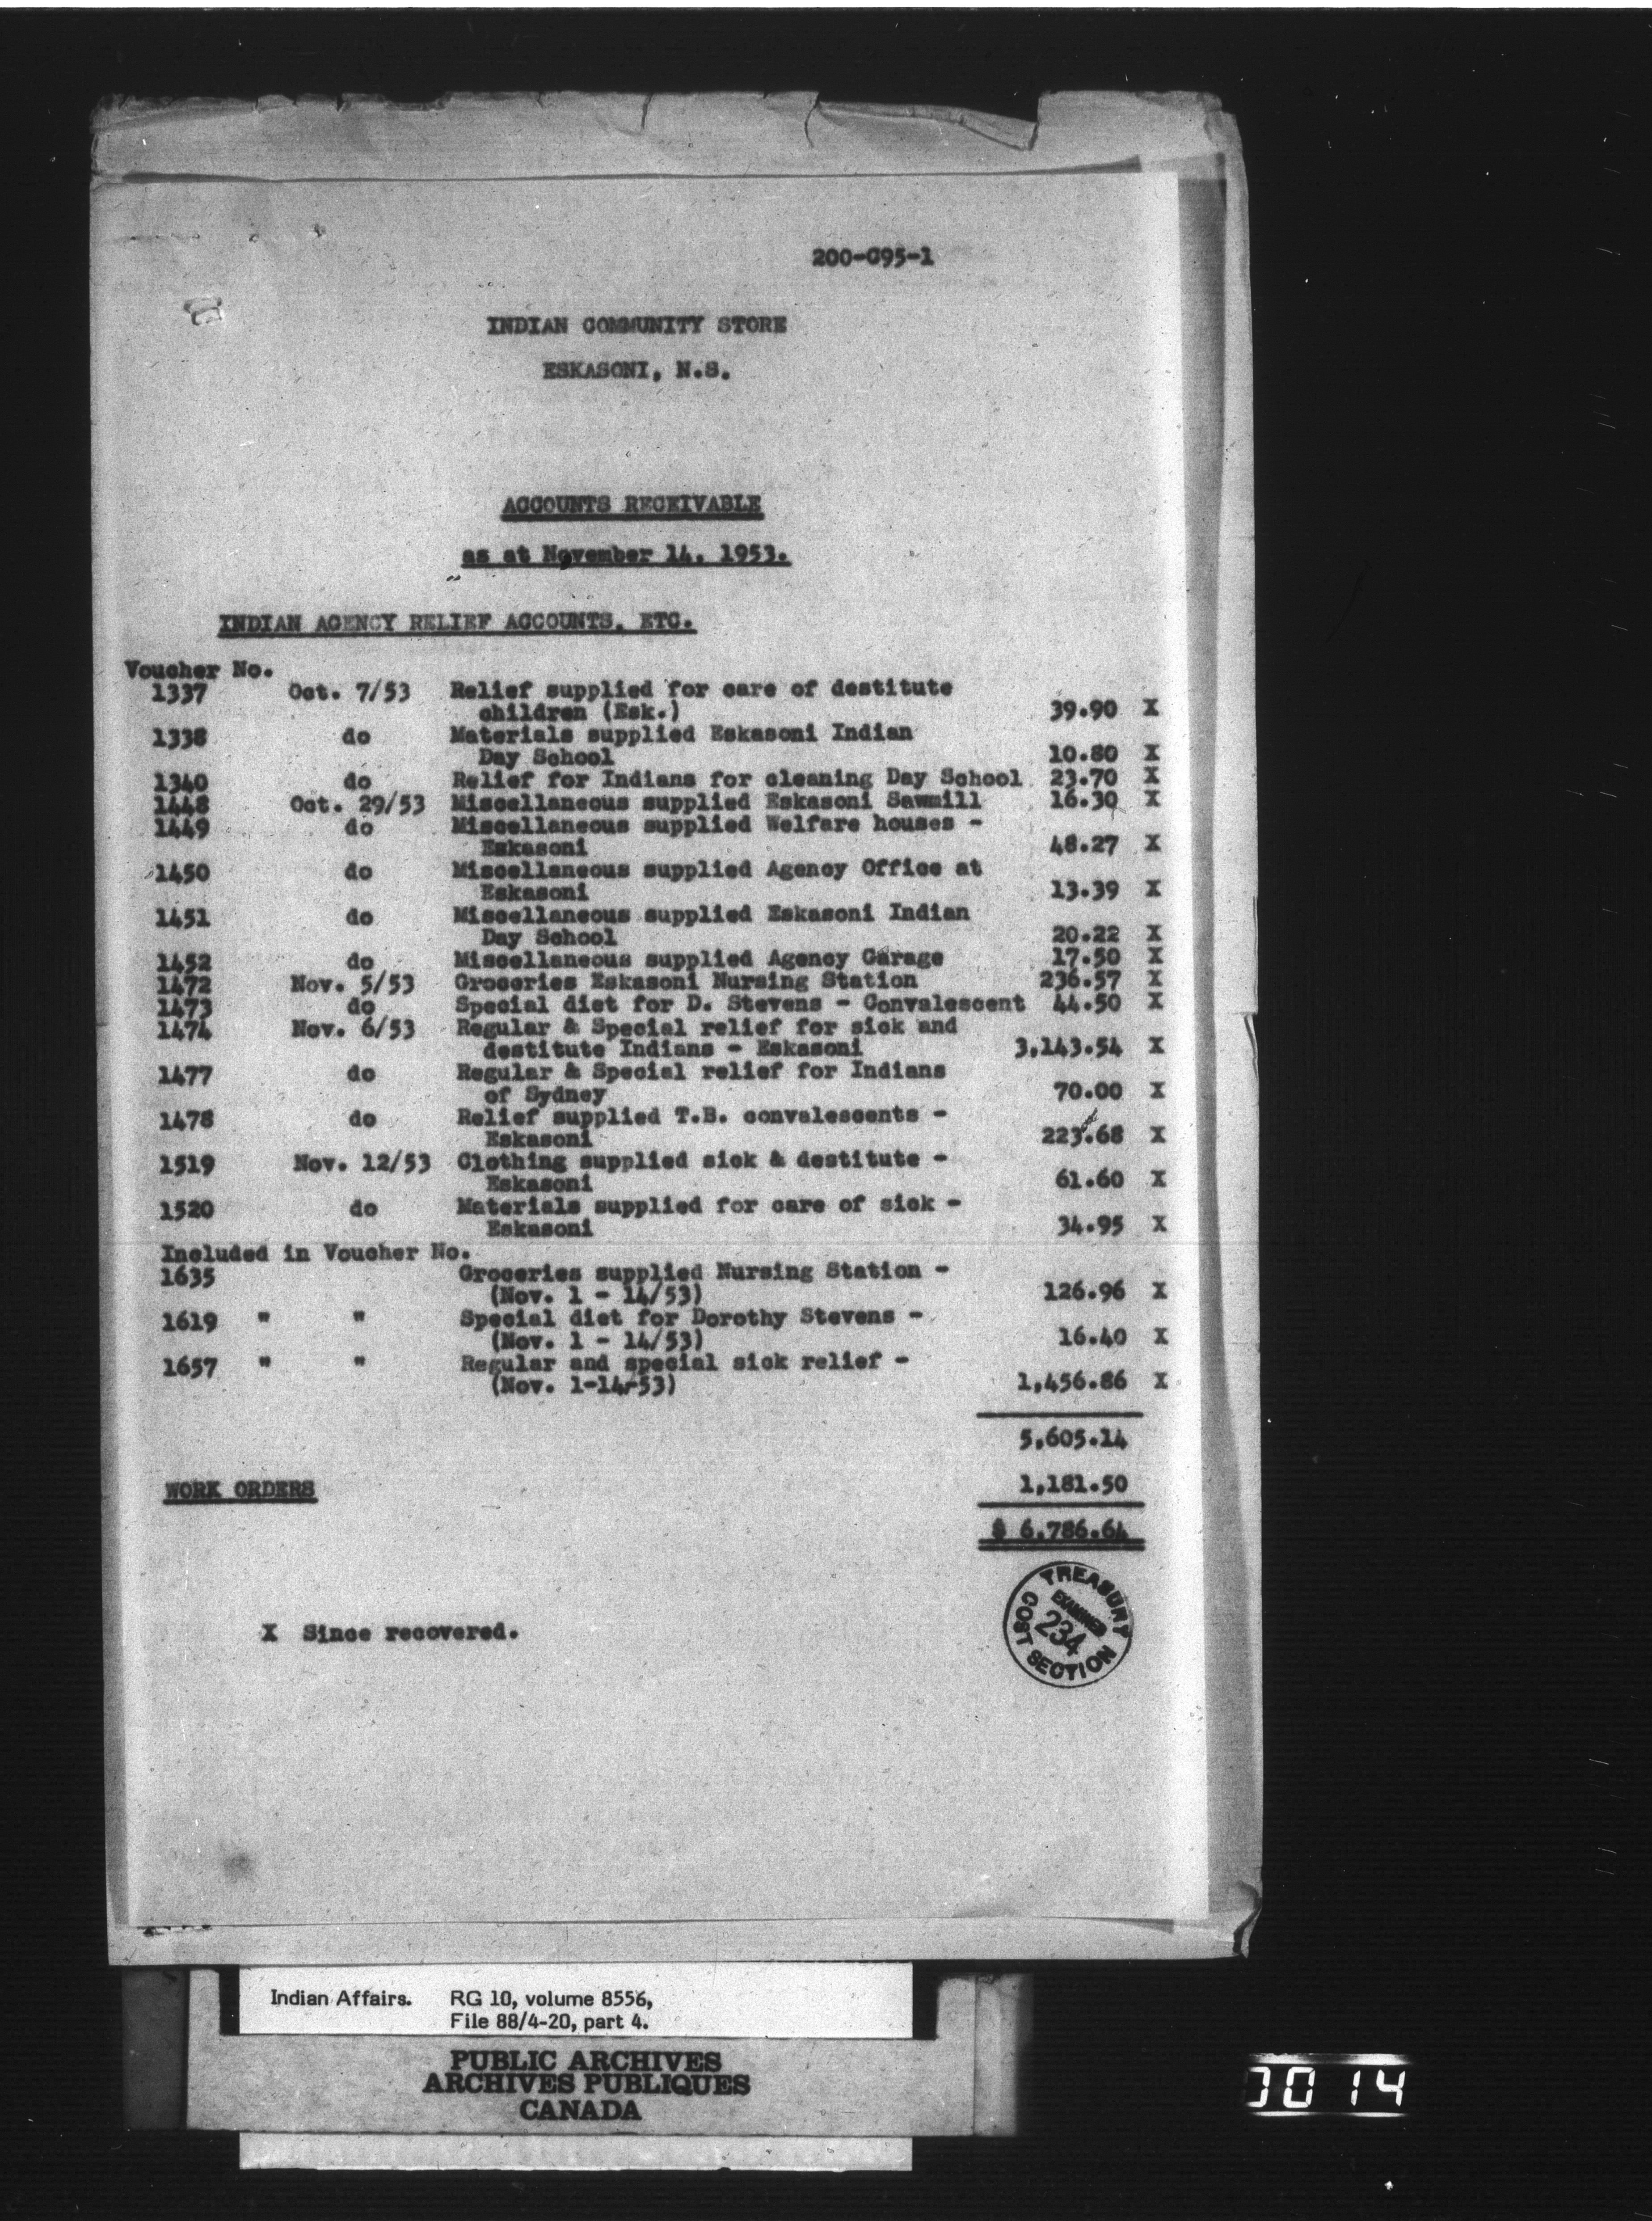 200-G95-1
INDIAN COMMUNITY STORE
ESKASONI, N.S.
ACCOUNTS RECEIVABLE
as at November 14, 1953.
INDIAN AGENCY RELIEF ACCOUNTS, ETC.
Voucher No.
1337 Oct. 7/53 Relief supplied for care of destitute
children (Esk.) 39.90 X
1338 do Materials supplied Eskasoni Indian
Day School 10.80 X
1340 do Relief for Indians for cleaning Day School 23.70 X
1448 Oct. 29/53 Miscellaneous supplied Eskasoni Sawmill 16.30 X
1449 do Miscellaneous supplied Welfare houses -
Eskasoni 48.27 X
1450 do Miscellaneous supplied Agency Office at
Eskasoni 13.39 X
1451 do Miscellaneous supplied Eskasoni Indian
Day School 20.22 X
1452 do Miscellaneous supplied Agency Garage 17.50 X
1472 Nov. 5/53 Groceries Eskasoni Nursing Station 236.57 X
1473 do Special diet for D. Stevens - Convalescent 44.50 X
1474 Nov. 6/53 Regular & Special relief for sick and
destitute Indians - Eskasoni 3,143.54 X
1477 do Regular & Special relief for Indians
of Sydney 70.00 X
1478 do Relief supplied T.B. convalescents -
Eskasoni 223.68 X
1519 Nov. 12/53 Clothing supplied sick & destitute -
Eskasoni 61.60 X
1520 do Materials supplied for care of sick -
Eskasoni 34.95 X
Included in Voucher No.
1635 Groceries supplied Nursing Station -
(Nov. 1 - 14/53) 126.96 X
1619 " " Special diet for Dorothy Stevens -
(Nov. 1 - 14/53) 16.40 X
1657 " " Regular and special sick relief -
(Nov. 1-14-53) 1,456.86 X
5,605.14
WORK ORDERS 1,181.50
$ 6,786.64
TREASURY
EXAMINED
234
COST SECTION
X Since recovered.
Indian Affairs. RG 10, volume 8556,
File 88/4-20, part 4.
PUBLIC ARCHIVES
ARCHIVES PUBLIQUES
CANADA
0014